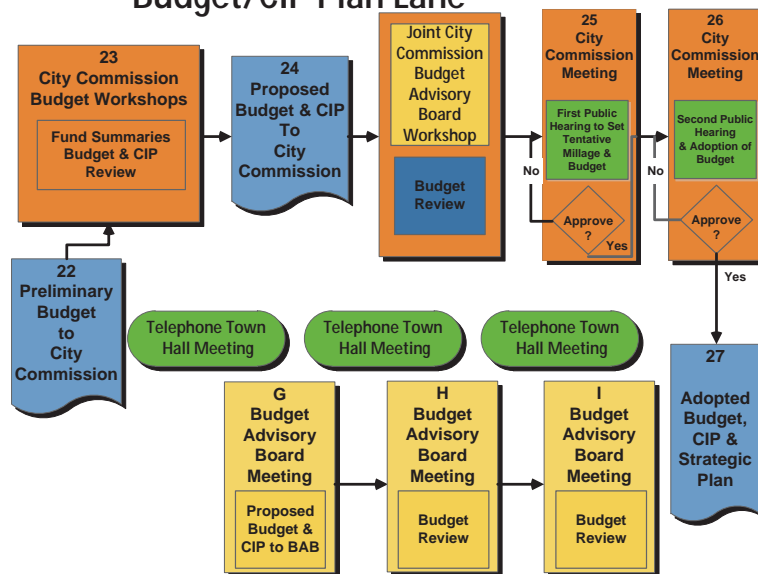 Budget/CIP Plan Lane
23
City Commission
Budget Workshops
Fund Summaries
Budget & CIP
Review
24
Proposed
Budget & CIP
To
City
Commission
Joint City
Commission
Budget
Advisory
Board
Workshop
Budget
Review
25
City
Commission
Meeting
First Public
Hearing to Set
Tentative
Millage &
Budget
No
Approve
?
Yes
26
City
Commission
Meeting
Second Public
Hearing
& Adoption of
Budget
No
Approve
?
Yes
22
Preliminary
Budget
to
City
Commission
Telephone Town
Hall Meeting
Telephone Town
Hall Meeting
Telephone Town
Hall Meeting
27
Adopted
Budget,
CIP &
Strategic
Plan
G
Budget
Advisory
Board
Meeting
Proposed
Budget &
CIP to BAB
H
Budget
Advisory
Board
Meeting
Budget
Review
I
Budget
Advisory
Board
Meeting
Budget
Review